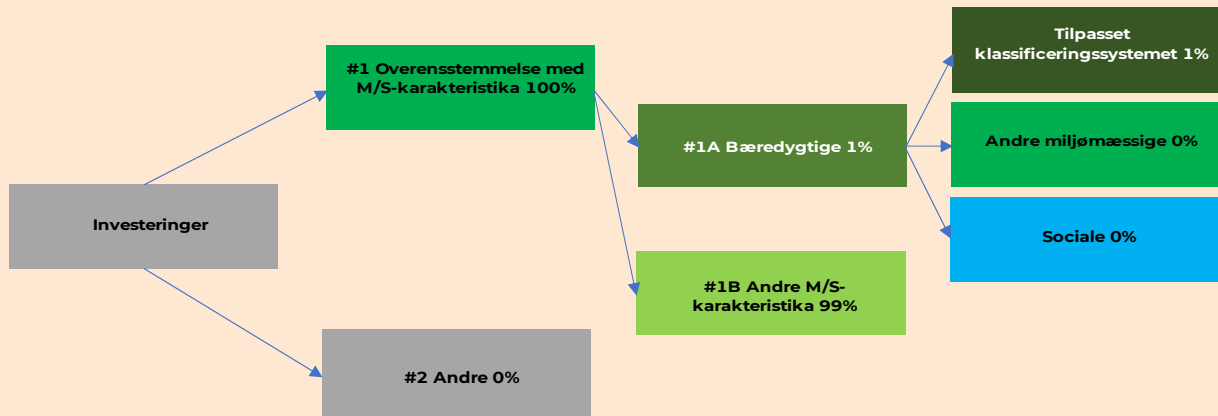 Investeringer
#1 Overensstemmelse med
M/S-karakteristika 100%
#2 Andre 0%
#1A Bæredygtige 1%
#1B Andre M/S-
karakteristika 99%
Tilpasset
klassificeringssystemet 1%
Andre miljømæssige 0%
Sociale 0%